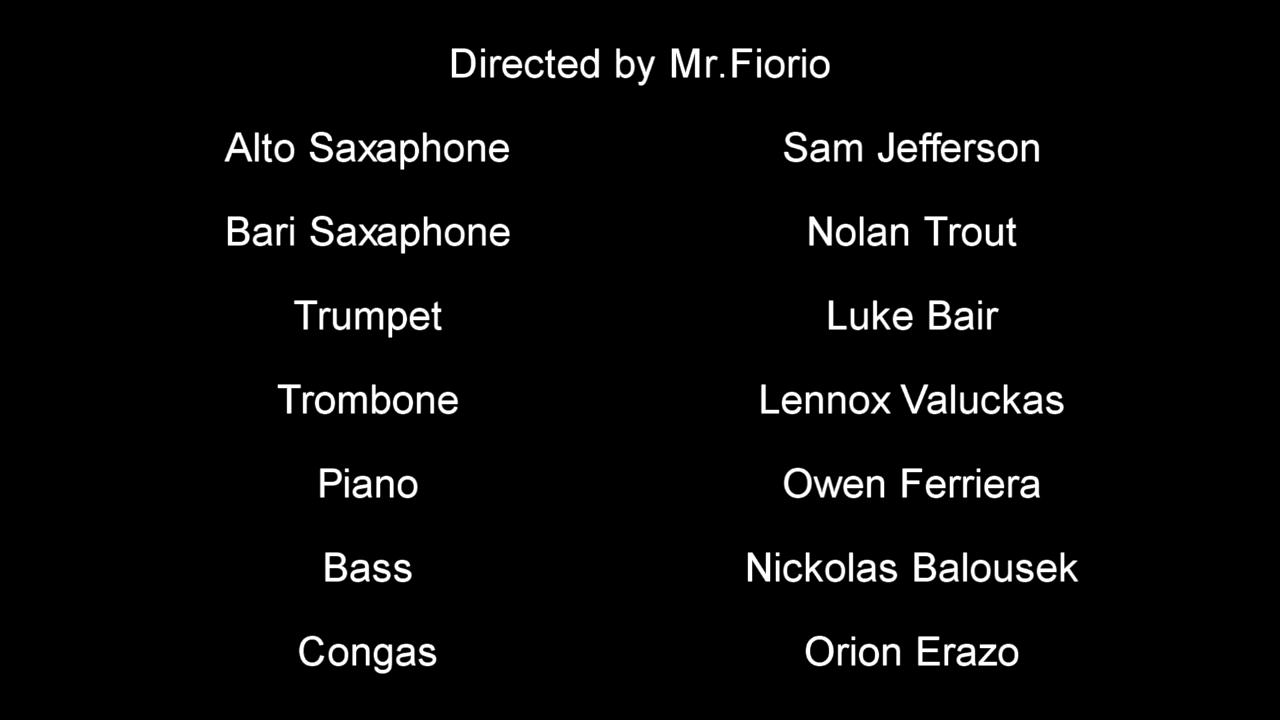 Directed by Mr.Fiorio
Alto Saxaphone Sam Jefferson
Bari Saxaphone Nolan Trout
Trumpet Luke Bair
Trombone Lennox Valuckas
Piano Owen Ferriera
Bass Nickolas Balousek
Congas Orion Erazo